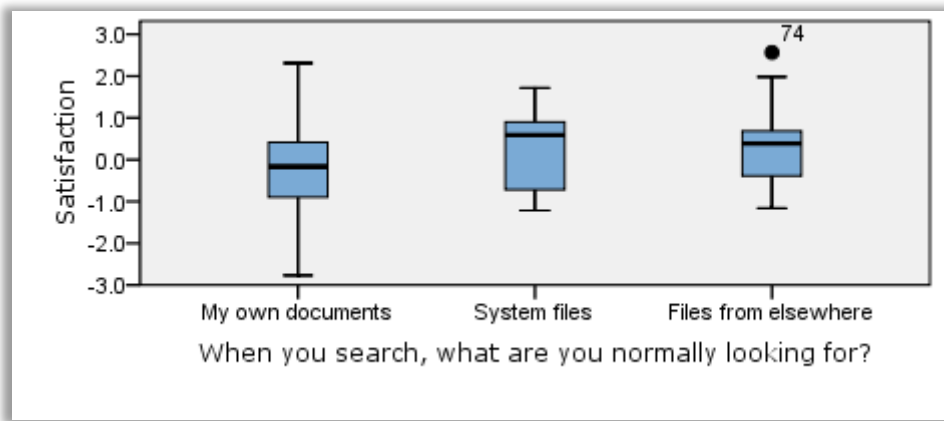 74
3.0
2.0
1.0
0.0
-1.0
-2.0
-3.0
Satisfaction
My own documents System files Files from elsewhere
When you search, what are you normally looking for?